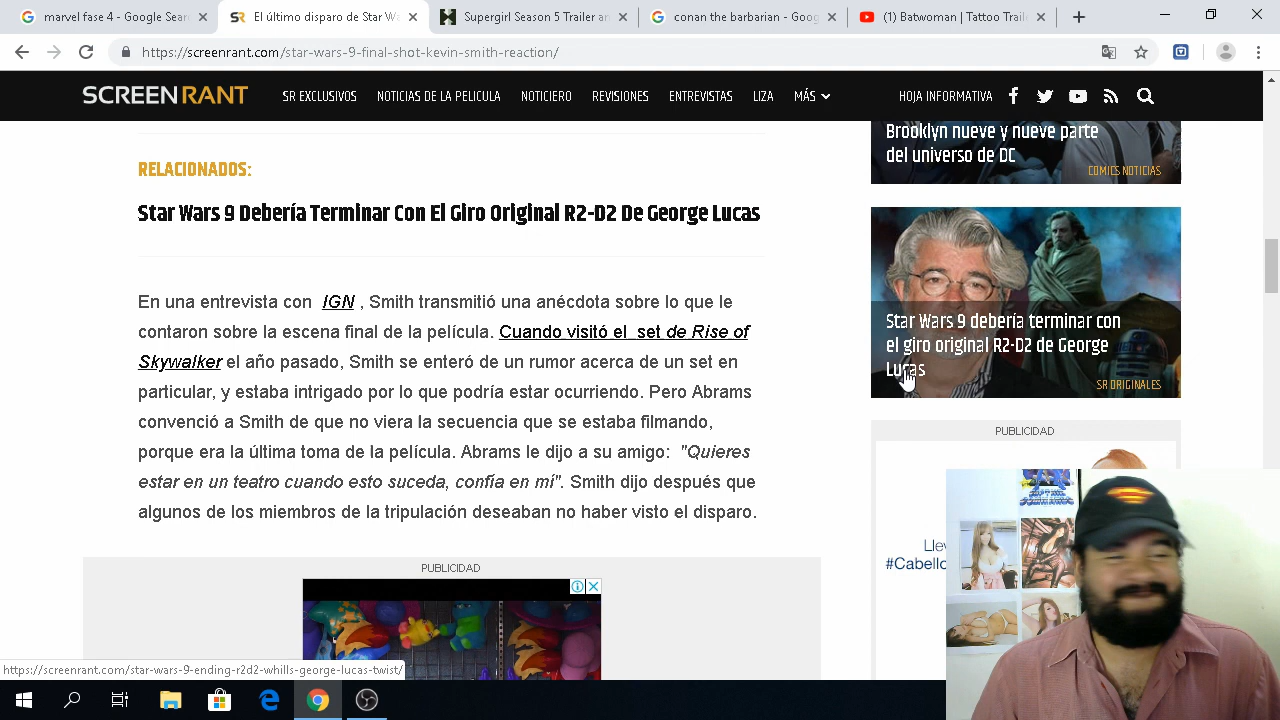 marvel fase 4 - Google Sear
El último disparo de Star Wa
Supergirl Season 5 Trailer an
conan the barbarian - Goog
(1) Batwoman | Tattoo Traile
https://screenrant.com/star-wars-9-final-shot-kevin-smith-reaction/
SCREENRANT
SR EXCLUSIVOS
NOTICIAS DE LA PELICULA
NOTICIERO
REVISIONES
ENTREVISTAS
LIZA
MÁS
HOJA INFORMATIVA
RELACIONADOS:
Star Wars 9 Debería Terminar Con El Giro Original R2-D2 De George Lucas
En una entrevista con IGN , Smith transmitió una anécdota sobre lo que le
contaron sobre la escena final de la película. Cuando visitó el set de Rise of
Skywalker el año pasado, Smith se enteró de un rumor acerca de un set en
particular, y estaba intrigado por lo que podría estar ocurriendo. Pero Abrams
convenció a Smith de que no viera la secuencia que se estaba filmando,
porque era la última toma de la película. Abrams le dijo a su amigo: "Quieres
estar en un teatro cuando esto suceda, confía en mí". Smith dijo después que
algunos de los miembros de la tripulación deseaban no haber visto el disparo.
PUBLICIDAD
Brooklyn nueve y nueve parte
del universo de DC
COMICS NOTICIAS
Star Wars 9 debería terminar con
el giro original R2-D2 de George
Lucas
SR ORIGINALES
PUBLICIDAD
#Cabello
https://screenrant.com/star-wars-9-ending-r2d2-whills-george-lucas-twist/